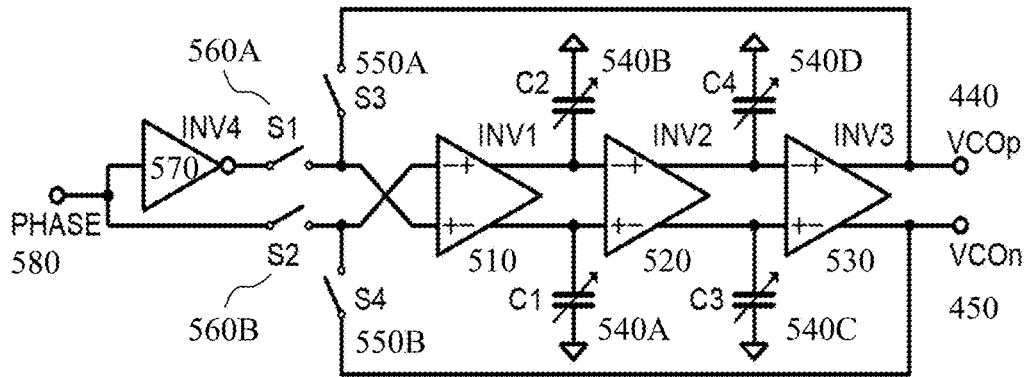 560A
550A
C2
540B
C4
540D
440
S3
INV4
S1
INV1
INV2
INV3
VCOp
570
− +
− +
− +
PHASE
580
S2
+ −
+ −
+ −
510
520
530
VCOn
560B
S4
C1
C3
450
550B
540A
540C